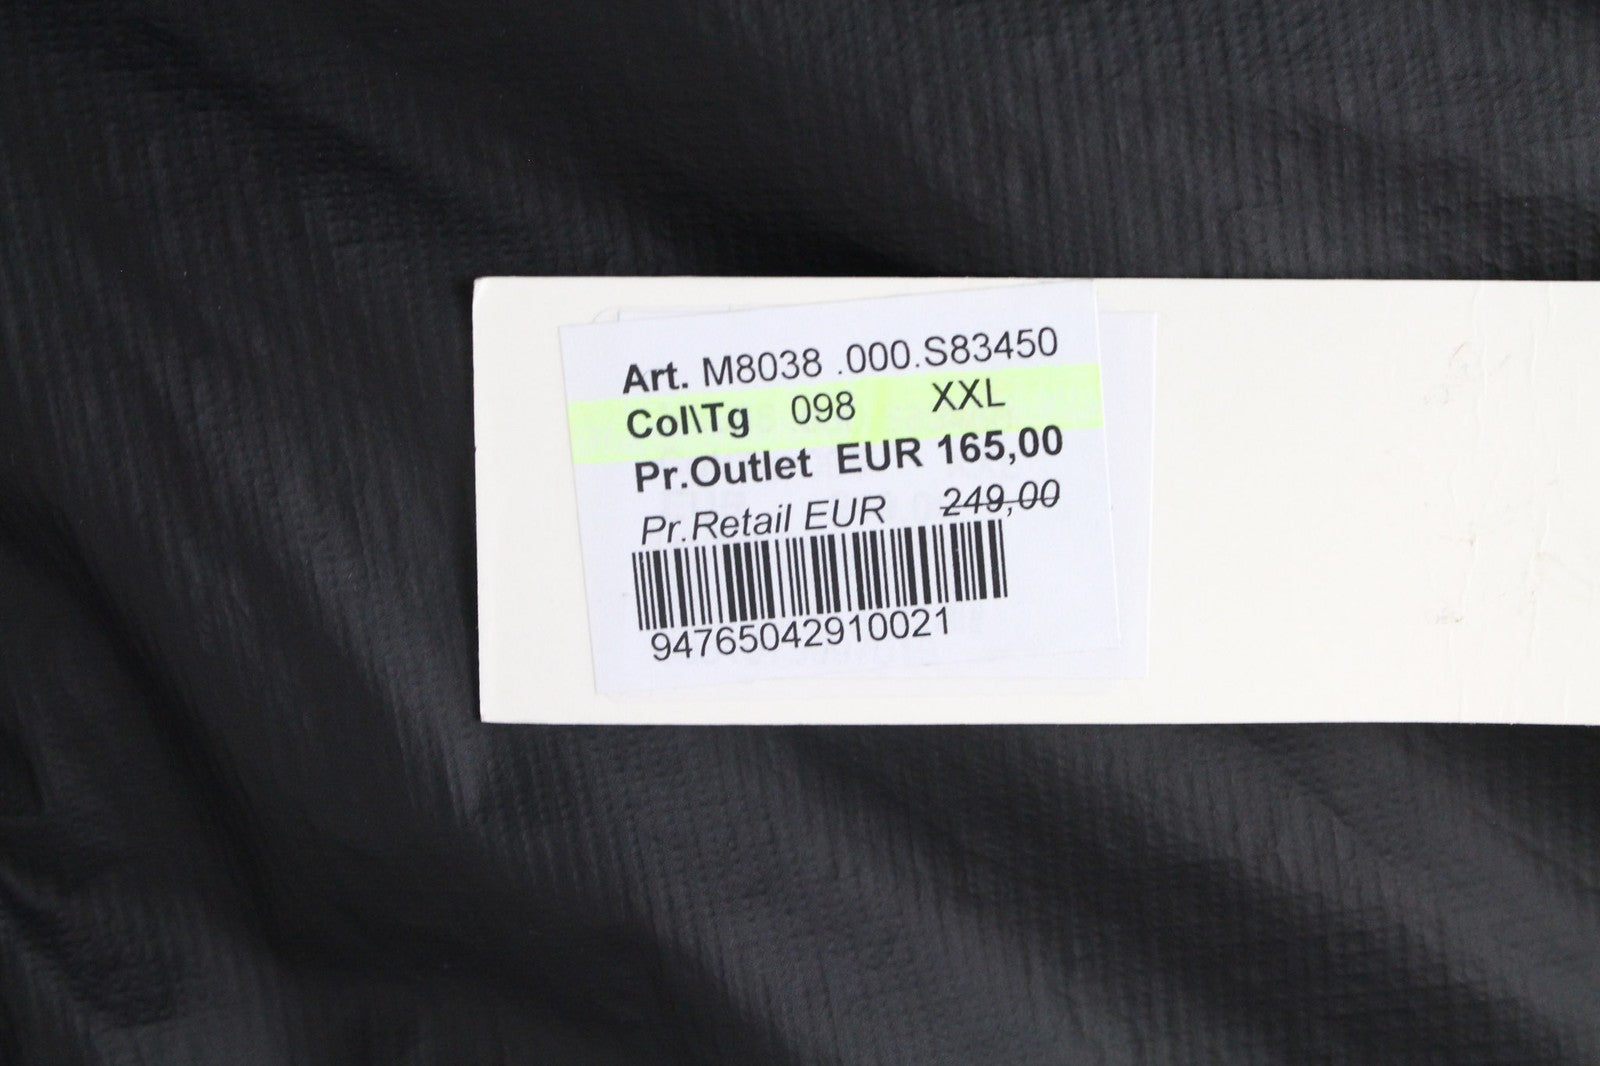 Art. M8038 .000.S83450
Col\Tg 098 XXL
Pr.Outlet EUR 165,00
Pr.Retail EUR 249,00
94765042910021